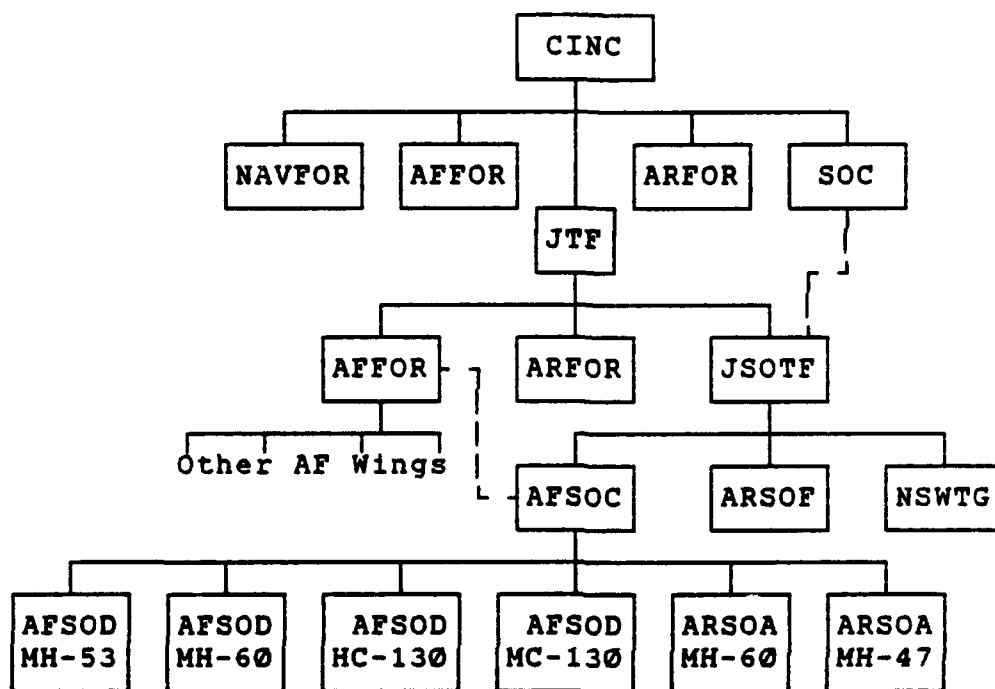 CINC
NAVFOR AFFOR ARFOR SOC
JTF
AFFOR ARFOR JSOTF
Other AF Wings
AFSOC ARSOF NSWTG
AFSOD AFSOD AFSOD AFSOD ARSOA ARSOA
MH-53 MH-60 HC-130 MC-130 MH-60 MH-47